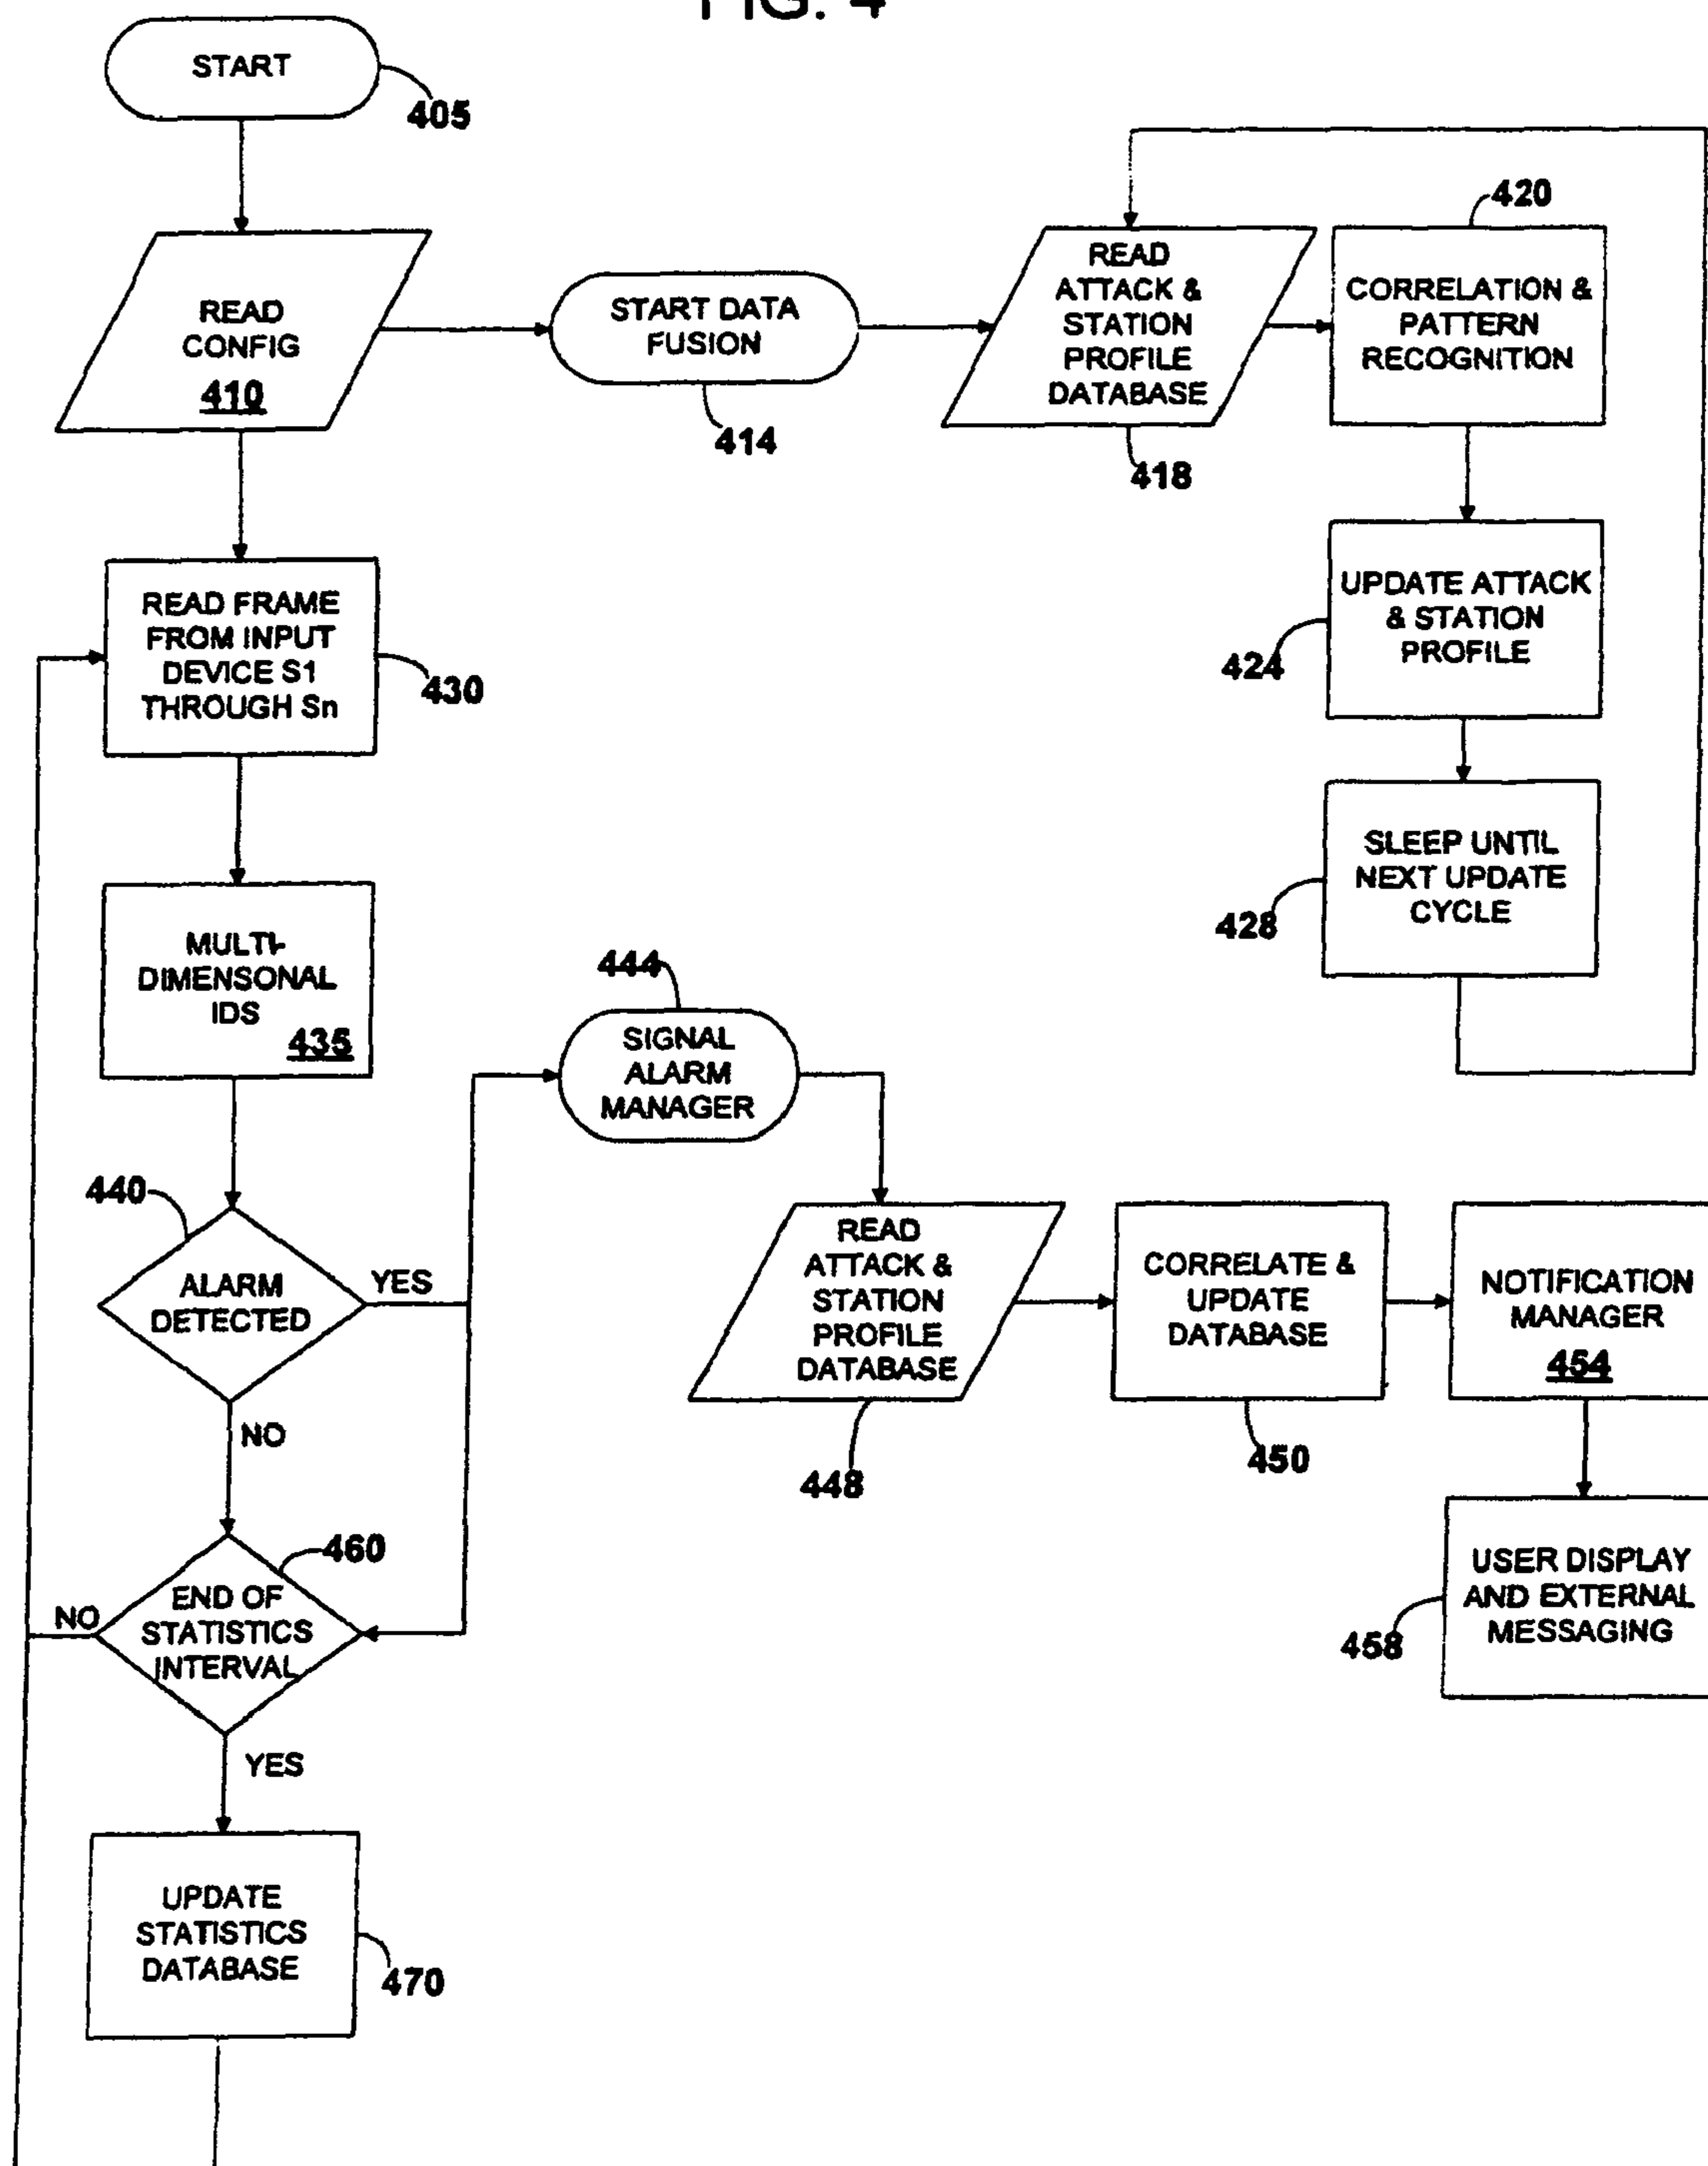 FIG. 4
START
405
READ
CONFIG
410
START DATA
FUSION
414
READ
ATTACK &
STATION
PROFILE
DATABASE
418
420
CORRELATION &
PATTERN
RECOGNITION
UPDATE ATTACK
& STATION
PROFILE
424
SLEEP UNTIL
NEXT UPDATE
CYCLE
428
READ FRAME
FROM INPUT
DEVICE S1
THROUGH Sn
430
MULTI-
DIMENSONAL
IDS
435
440
ALARM
DETECTED
YES
NO
444
SIGNAL
ALARM
MANAGER
READ
ATTACK &
STATION
PROFILE
DATABASE
448
CORRELATE &
UPDATE
DATABASE
450
NOTIFICATION
MANAGER
454
USER DISPLAY
AND EXTERNAL
MESSAGING
458
460
END OF
STATISTICS
INTERVAL
NO
YES
UPDATE
STATISTICS
DATABASE
470